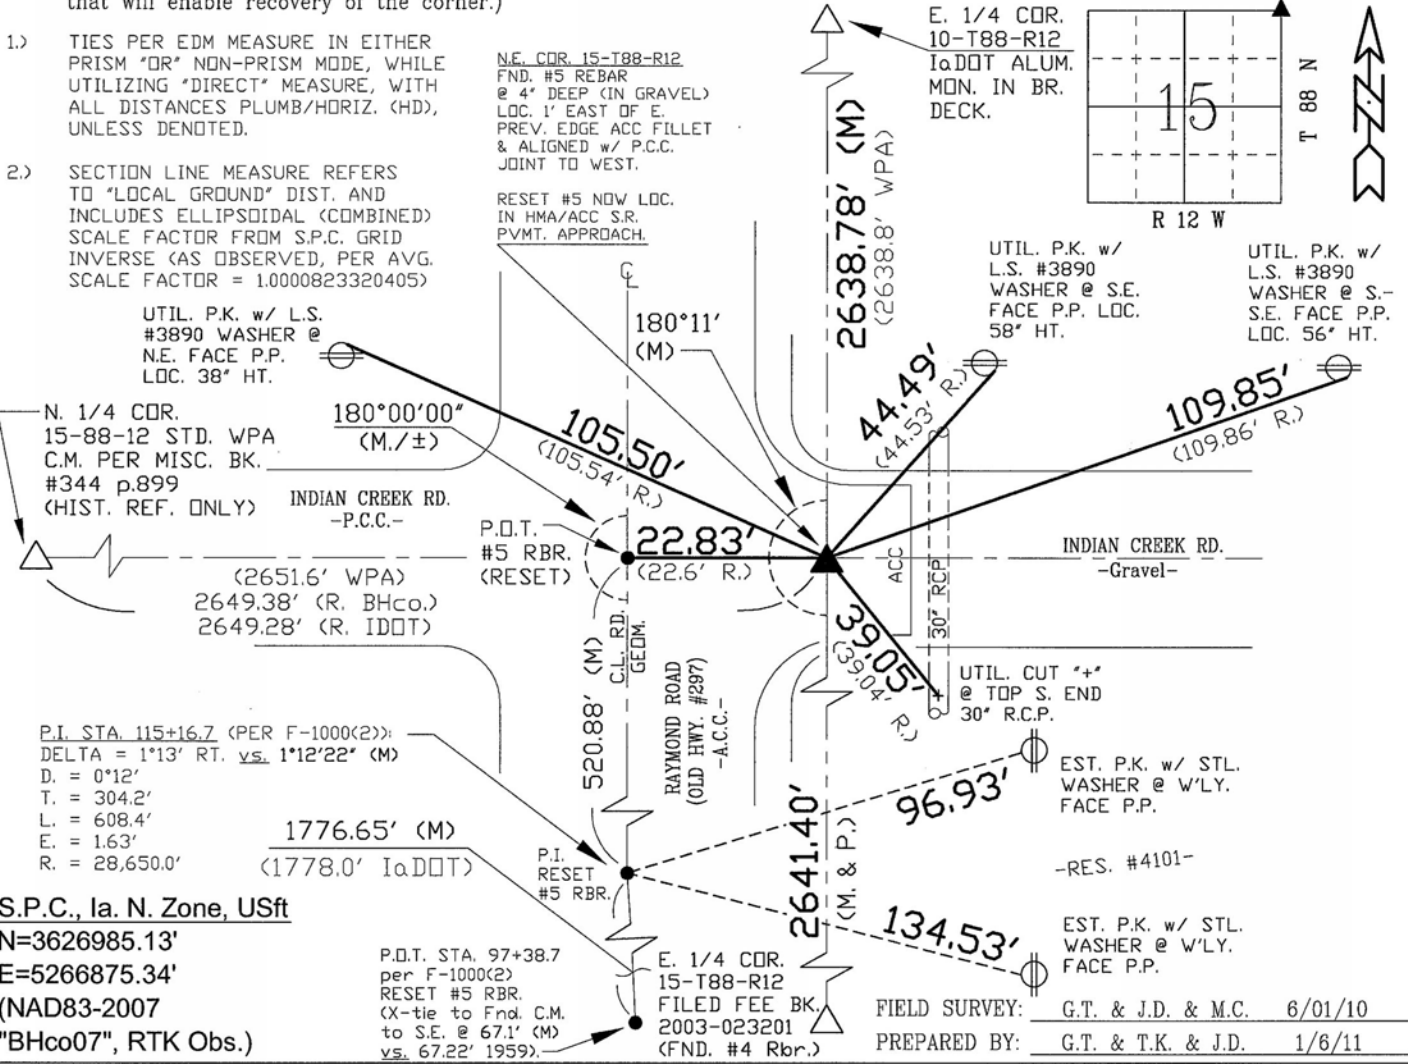 that will enable recovery of the corner.)
1.) TIES PER EDM MEASURE IN EITHER
PRISM "OR" NON-PRISM MODE, WHILE
UTILIZING "DIRECT" MEASURE, WITH
ALL DISTANCES PLUMB/HORIZ. (HD),
UNLESS DENOTED.
2.) SECTION LINE MEASURE REFERS
TO "LOCAL GROUND" DIST. AND
INCLUDES ELLIPSOIDAL (COMBINED)
SCALE FACTOR FROM S.P.C. GRID
INVERSE (AS OBSERVED, PER AVG.
SCALE FACTOR = 1.0000823320405)
N.E. COR. 15-T88-R12
FND. #5 REBAR
@ 4" DEEP (IN GRAVEL)
LOC. 1' EAST OF E.
PREV. EDGE ACC FILLET
& ALIGNED w/ P.C.C.
JOINT TO WEST.
RESET #5 NOW LOC.
IN HMA/ACC S.R.
PVMT. APPROACH.
E. 1/4 COR.
10-T88-R12
IaDOT ALUM.
MON. IN BR.
DECK.
15
T 88 N
R 12 W
N
2638.78' (M)
(2638.8' WPA)
UTIL. P.K. w/
L.S. #3890
WASHER @ S.E.
FACE P.P. LOC.
58" HT.
UTIL. P.K. w/
L.S. #3890
WASHER @ S.-
S.E. FACE P.P.
LOC. 56" HT.
UTIL. P.K. w/ L.S.
#3890 WASHER @
N.E. FACE P.P.
LOC. 38" HT.
CL
180°11'
(M)
N. 1/4 COR.
15-88-12 STD. WPA
C.M. PER MISC. BK.
#344 p.899
(HIST. REF. ONLY)
180°00'00"
(M./±)
105.50'
(105.54' R.)
44.49'
(44.53' R.)
109.85'
(109.86' R.)
INDIAN CREEK RD.
-P.C.C.-
P.O.T.
#5 RBR.
(RESET)
22.83'
(22.6' R.)
ACC
30" RCP
INDIAN CREEK RD.
-Gravel-
(2651.6' WPA)
2649.38' (R. BHco.)
2649.28' (R. IDOT)
39.05'
(39.04' R.)
520.88' (M)
C.L. RD.
GEOM.
RAYMOND ROAD
(OLD HWY. #297)
-A.C.C.-
UTIL. CUT "+"
@ TOP S. END
30" R.C.P.
P.I. STA. 115+16.7 (PER F-1000(2)):
DELTA = 1°13' RT. vs. 1°12'22" (M)
D. = 0°12'
T. = 304.2'
L. = 608.4'
E. = 1.63'
R. = 28,650.0'
1776.65' (M)
(1778.0' IaDOT)
P.I.
RESET
#5 RBR.
2641.40'
(M. & P.)
96.93'
EST. P.K. w/ STL.
WASHER @ W'LY.
FACE P.P.
-RES. #4101-
134.53'
EST. P.K. w/ STL.
WASHER @ W'LY.
FACE P.P.
S.P.C., Ia. N. Zone, USft
N=3626985.13'
E=5266875.34'
(NAD83-2007
"BHco07", RTK Obs.)
P.O.T. STA. 97+38.7
per F-1000(2)
RESET #5 RBR.
(X-tie to Fnd. C.M.
to S.E. @ 67.1' (M)
vs. 67.22' 1959).
E. 1/4 COR.
15-T88-R12
FILED FEE BK.
2003-023201
(FND. #4 Rbr.)
FIELD SURVEY: G.T. & J.D. & M.C. 6/01/10
PREPARED BY: G.T. & T.K. & J.D. 1/6/11